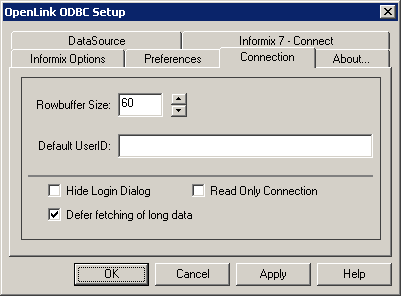 OpenLink ODBC Setup
DataSource
Informix 7 - Connect
Informix Options
Preferences
Connection
About...
Rowbuffer Size: 60
Default UserID:
Hide Login Dialog
Read Only Connection
Defer fetching of long data
OK
Cancel
Apply
Help